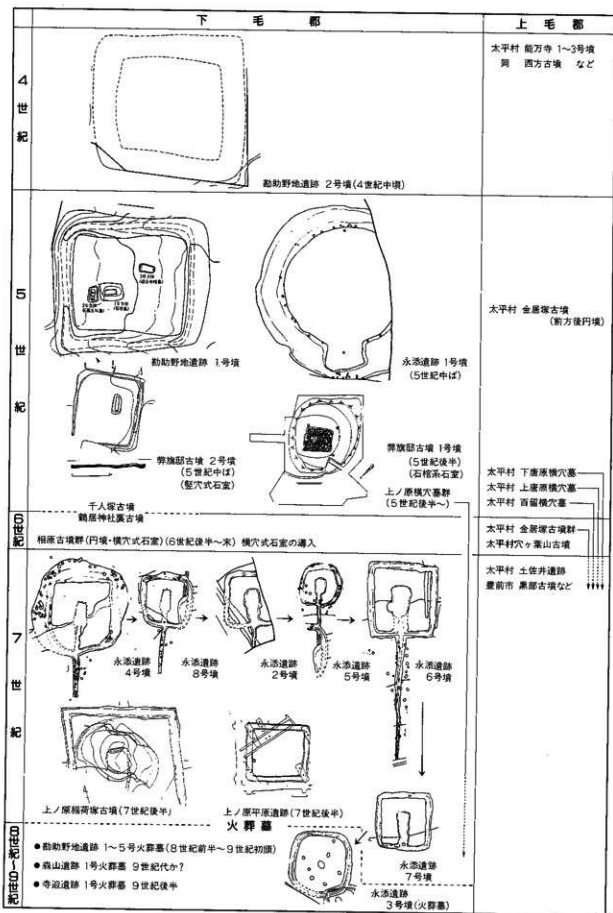 下毛郡
上毛郡
4世紀
太平村 能万寺 1~3号墳
同 西方古墳 など
勘助野地遺跡 2号墳(4世紀中頃)
5世紀
勘助野地遺跡 1号墳
永添遺跡 1号墳
(5世紀中ば)
太平村 金居塚古墳
(前方後円墳)
弊旗邸古墳 2号墳
(5世紀中ば)
(竪穴式石室)
弊旗邸古墳 1号墳
(5世紀後半)
(石棺系石室)
上ノ原横穴墓群
(5世紀後半~)
太平村 下唐原横穴墓
太平村 上唐原横穴墓
太平村 百留横穴墓
千人塚古墳
鶴居神社裏古墳
6世紀
相原古墳群(円墳・横穴式石室)(6世紀後半~末) 横穴式石室の導入
太平村 金居塚古墳群
太平村穴ヶ葉山古墳
7世紀
太平村 土佐井遺跡
豊前市 黒部古墳など
永添遺跡
4号墳
永添遺跡
8号墳
永添遺跡
2号墳
永添遺跡
5号墳
永添遺跡
6号墳
上ノ原稲荷塚古墳(7世紀後半)
上ノ原平原遺跡(7世紀後半)
火葬墓
8世紀~9世紀
●勘助野地遺跡 1~5号火葬墓(8世紀前半~9世紀初頭)
●森山遺跡 1号火葬墓 9世紀代か?
●寺迫遺跡 1号火葬墓 9世紀後半
永添遺跡
7号墳
永添遺跡
3号墳(火葬墓)